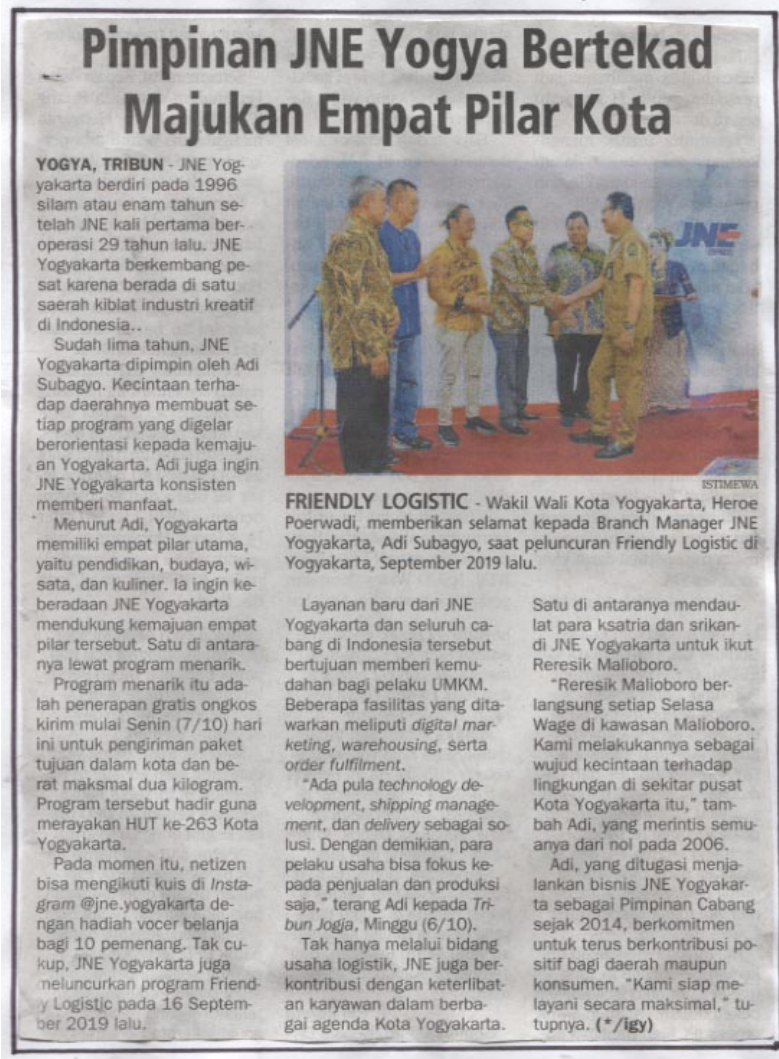 Pimpinan JNE Yogya Bertekad
Majukan Empat Pilar Kota
YOGYA, TRIBUN - JNE Yog-
yakarta berdiri pada 1996
silam atau enam tahun se-
telah JNE kali pertama ber-
operasi 29 tahun lalu. JNE
Yogyakarta berkembang pe-
sat karena berada di satu
saerah kiblat industri kreatif
di Indonesia..
Sudah lima tahun, JNE
Yogyakarta dipimpin oleh Adi
Subagyo. Kecintaan terha-
dap daerahnya membuat se-
tiap program yang digelar
berorientasi kepada kemaju-
an Yogyakarta. Adi juga ingin
JNE Yogyakarta konsisten
memberi manfaat.
Menurut Adi, Yogyakarta
memiliki empat pilar utama,
yaitu pendidikan, budaya, wi-
sata, dan kuliner. Ia ingin ke-
beradaan JNE Yogyakarta
mendukung kemajuan empat
pilar tersebut. Satu di antara-
nya lewat program menarik.
Program menarik itu ada-
lah penerapan gratis ongkos
kirim mulai Senin (7/10) hari
ini untuk pengiriman paket
tujuan dalam kota dan be-
rat maksmal dua kilogram.
Program tersebut hadir guna
merayakan HUT ke-263 Kota
Yogyakarta.
Pada momen itu, netizen
bisa mengikuti kuis di Insta-
gram @jne.yogyakarta de-
ngan hadiah vocer belanja
bagi 10 pemenang. Tak cu-
kup, JNE Yogyakarta juga
meluncurkan program Friend-
ly Logistic pada 16 Septem-
ber 2019 lalu.
JNE
ISTIMEWA
FRIENDLY LOGISTIC - Wakil Wali Kota Yogyakarta, Heroe
Poerwadi, memberikan selamat kepada Branch Manager JNE
Yogyakarta, Adi Subagyo, saat peluncuran Friendly Logistic di
Yogyakarta, September 2019 lalu.
Layanan baru dari JNE
Yogyakarta dan seluruh ca-
bang di Indonesia tersebut
bertujuan memberi kemu-
dahan bagi pelaku UMKM.
Beberapa fasilitas yang dita-
warkan meliputi digital mar-
keting, warehousing, serta
order fulfilment.
"Ada pula technology de-
velopment, shipping manage-
ment, dan delivery sebagai so-
lusi. Dengan demikian, para
pelaku usaha bisa fokus ke-
pada penjualan dan produksi
saja," terang Adi kepada Tri-
bun Jogja, Minggu (6/10).
Tak hanya melalui bidang
usaha logistik, JNE juga ber-
kontribusi dengan keterlibat-
an karyawan dalam berba-
gai agenda Kota Yogyakarta.
Satu di antaranya mendau-
lat para ksatria dan srikan-
di JNE Yogyakarta untuk ikut
Reresik Malioboro.
"Reresik Malioboro ber-
langsung setiap Selasa
Wage di kawasan Malioboro.
Kami melakukannya sebagai
wujud kecintaan terhadap
lingkungan di sekitar pusat
Kota Yogyakarta itu," tam-
bah Adi, yang merintis semu-
anya dari nol pada 2006.
Adi, yang ditugasi menja-
lankan bisnis JNE Yogyakar-
ta sebagai Pimpinan Cabang
sejak 2014, berkomitmen
untuk terus berkontribusi po-
sitif bagi daerah maupun
konsumen. "Kami siap me-
layani secara maksimal," tu-
tupnya. (*/igy)